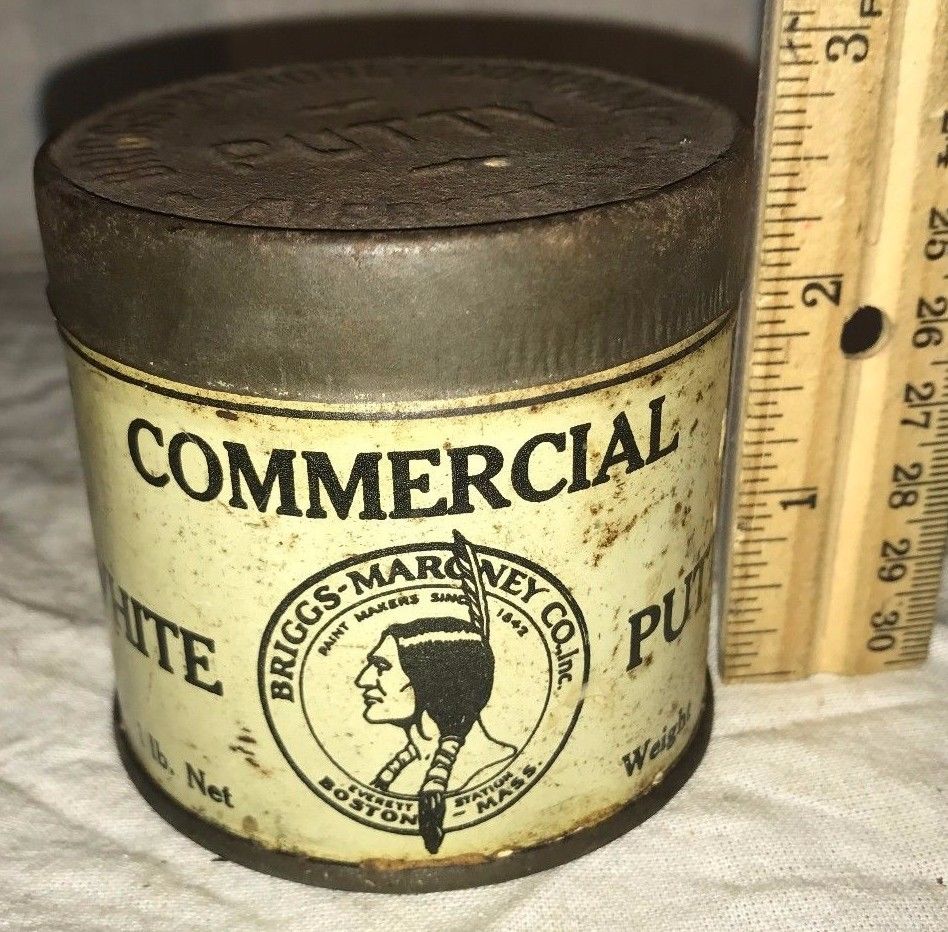 PUTTY
COMMERCIAL
HITE
PUT
BRIGGS-MARONEY CO., Inc.
PAINT MAKERS SINCE 1842
EVERETT STATION
BOSTON - MASS.
lb. Net
Weight
3
2
1
25
26
27
28
29
30